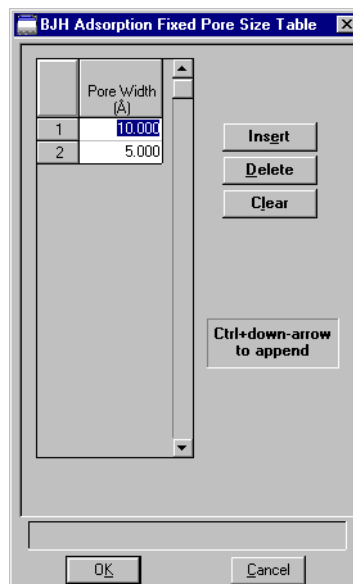 BJH Adsorption Fixed Pore Size Table
Pore Width
(Å)
1 10.000
2 5.000
Insert
Delete
Clear
Ctrl+down-arrow
to append
OK
Cancel